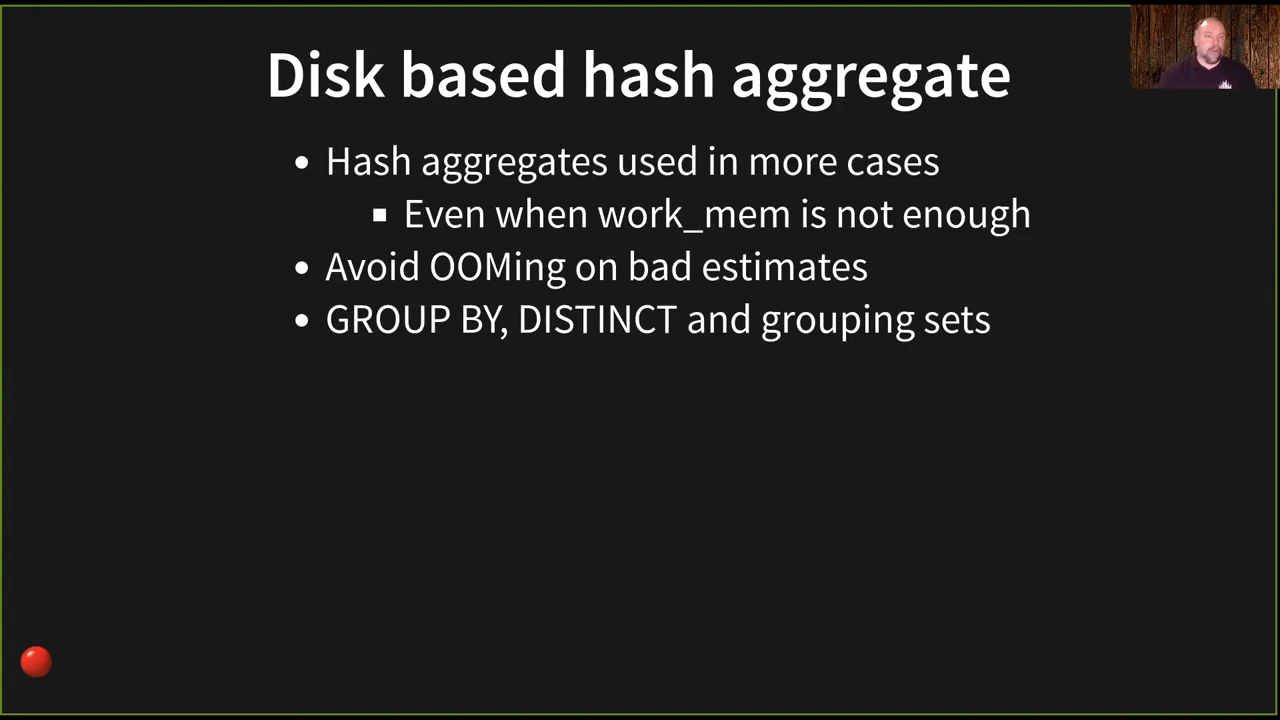 Disk based hash aggregate
• Hash aggregates used in more cases
▪ Even when work_mem is not enough
• Avoid OOMing on bad estimates
• GROUP BY, DISTINCT and grouping sets